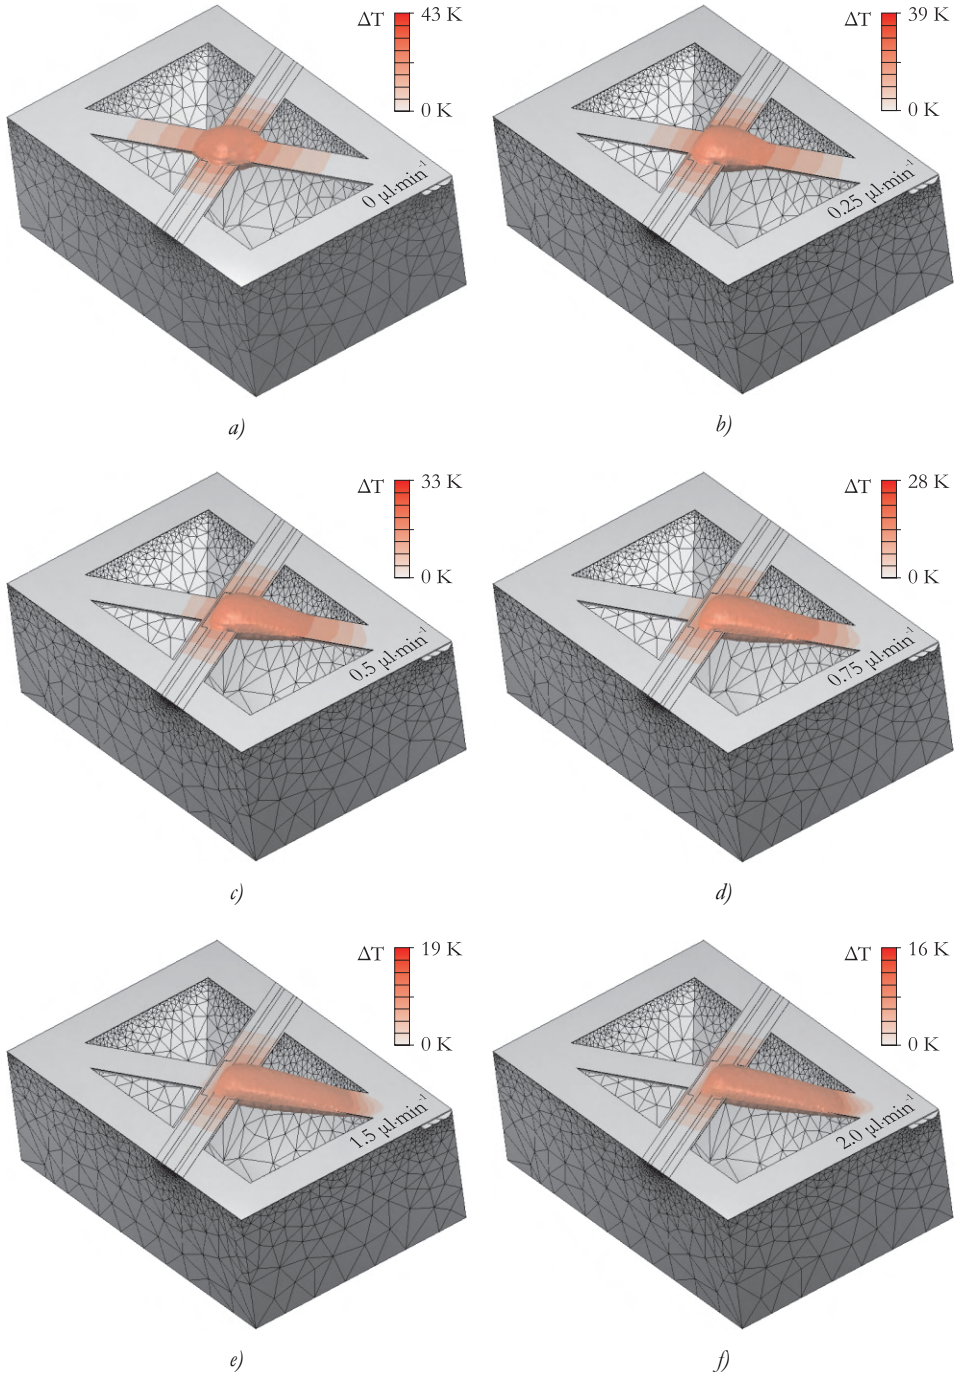 ΔT 43 K
0 K
0 µl·min⁻¹
a)
ΔT 39 K
0 K
0.25 µl·min⁻¹
b)
ΔT 33 K
0 K
0.5 µl·min⁻¹
c)
ΔT 28 K
0 K
0.75 µl·min⁻¹
d)
ΔT 19 K
0 K
1.5 µl·min⁻¹
e)
ΔT 16 K
0 K
2.0 µl·min⁻¹
f)